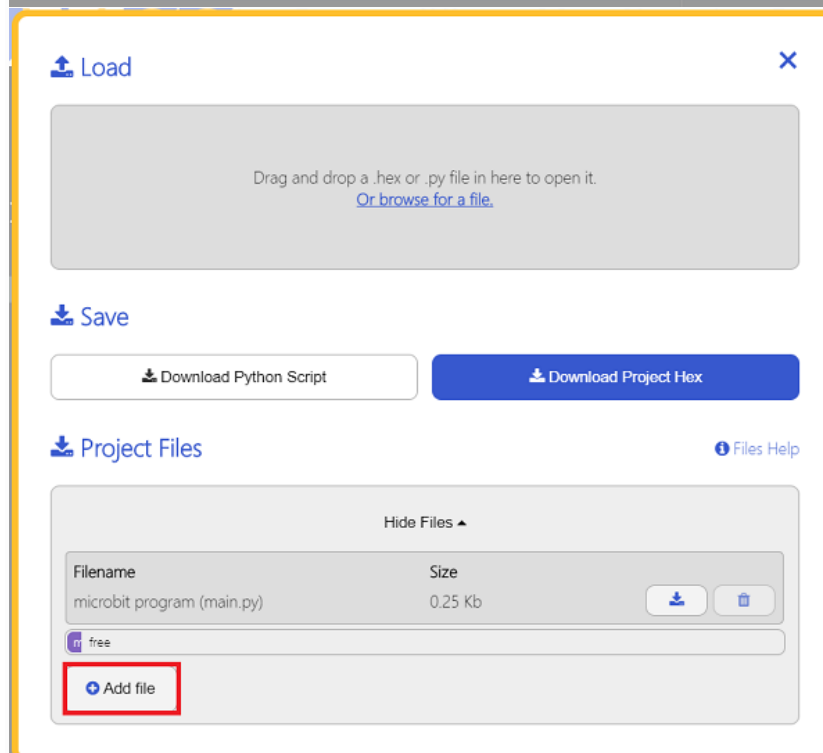 Load
Drag and drop a .hex or .py file in here to open it.
Or browse for a file.
Save
Download Python Script
Download Project Hex
Project Files
Files Help
Hide Files
Filename Size
microbit program (main.py) 0.25 Kb
m free
Add file